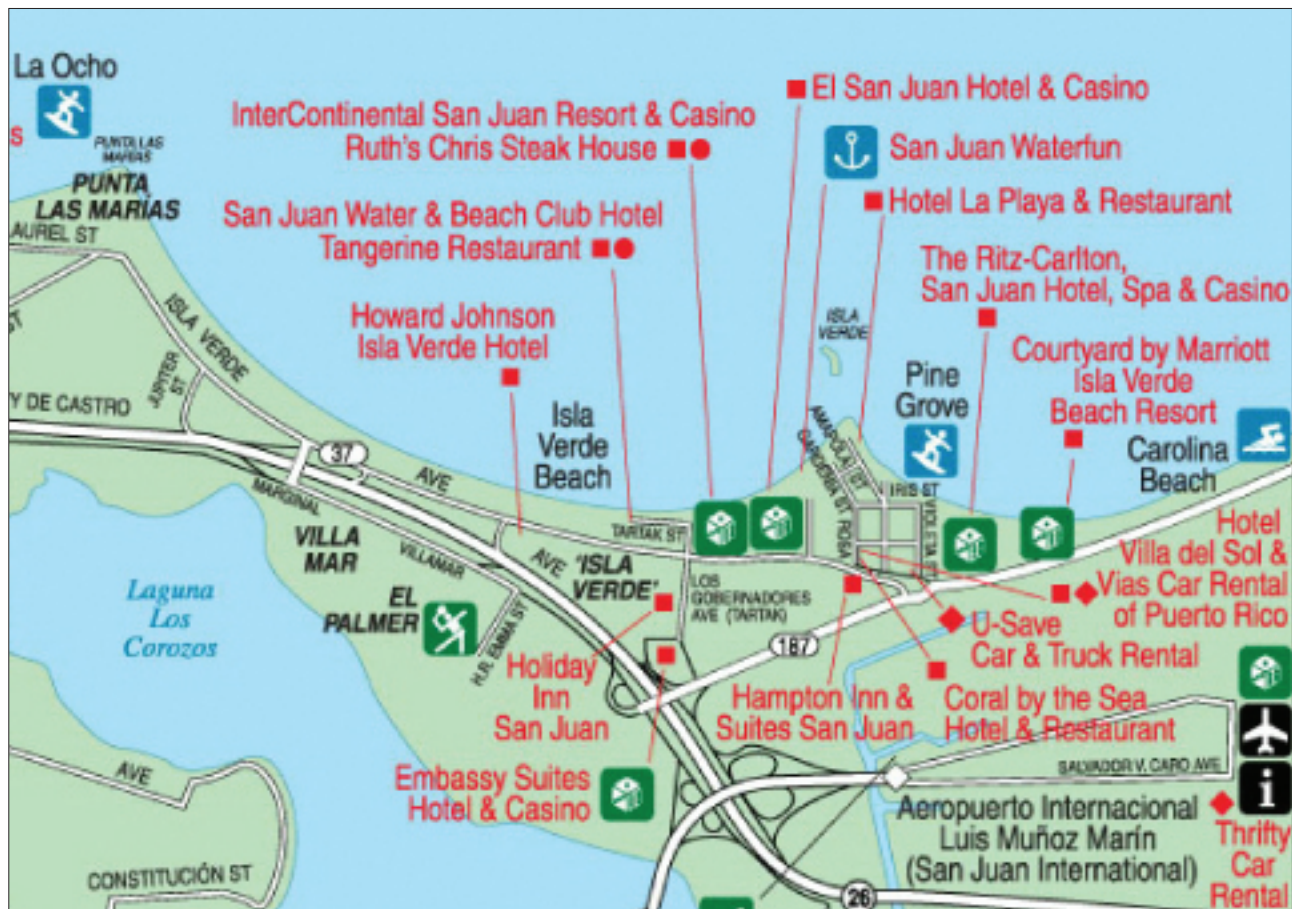 La Ocho
s
PUNTA LAS
MARÍAS
PUNTA
LAS MARÍAS
AUREL ST
InterContinental San Juan Resort & Casino
Ruth's Chris Steak House
El San Juan Hotel & Casino
San Juan Waterfun
San Juan Water & Beach Club Hotel
Tangerine Restaurant
Hotel La Playa & Restaurant
The Ritz-Carlton,
San Juan Hotel, Spa & Casino
ISLA VERDE
Howard Johnson
Isla Verde Hotel
ISLA
VERDE
Courtyard by Marriott
Isla Verde
Beach Resort
JUPITER
ST
Y DE CASTRO
Isla
Verde
Beach
Pine
Grove
Carolina
Beach
37
AVE
AMAPOLA CT
GARDENIA ST
ROSA
IRIS ST
VIOLETA ST
MARGINAL
VILLAMAR
VILLA
MAR
TARTAK ST
Hotel
Villa del Sol &
Vias Car Rental
of Puerto Rico
AVE
'ISLA
VERDE'
LOS
GOBERNADORES
AVE (TARTAK)
Laguna
Los
Corozos
EL
PALMER
H.R. EMMA ST
187
U-Save
Car & Truck Rental
Holiday
Inn
San Juan
Hampton Inn &
Suites San Juan
Coral by the Sea
Hotel & Restaurant
AVE
SALVADOR V. CARO AVE
Embassy Suites
Hotel & Casino
i
Aeropuerto Internacional
Luis Muñoz Marín
(San Juan International)
Thrifty
Car
Rental
CONSTITUCIÓN ST
26